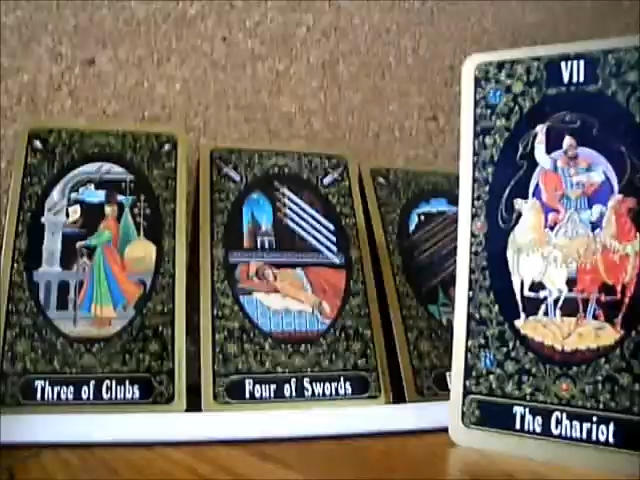 Three of Clubs
Four of Swords
VII
The Chariot